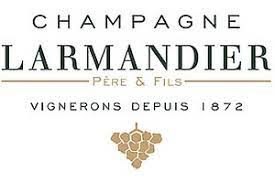 CHAMPAGNE
LARMANDIER
PÈRE & FILS
VIGNERONS DEPUIS 1872